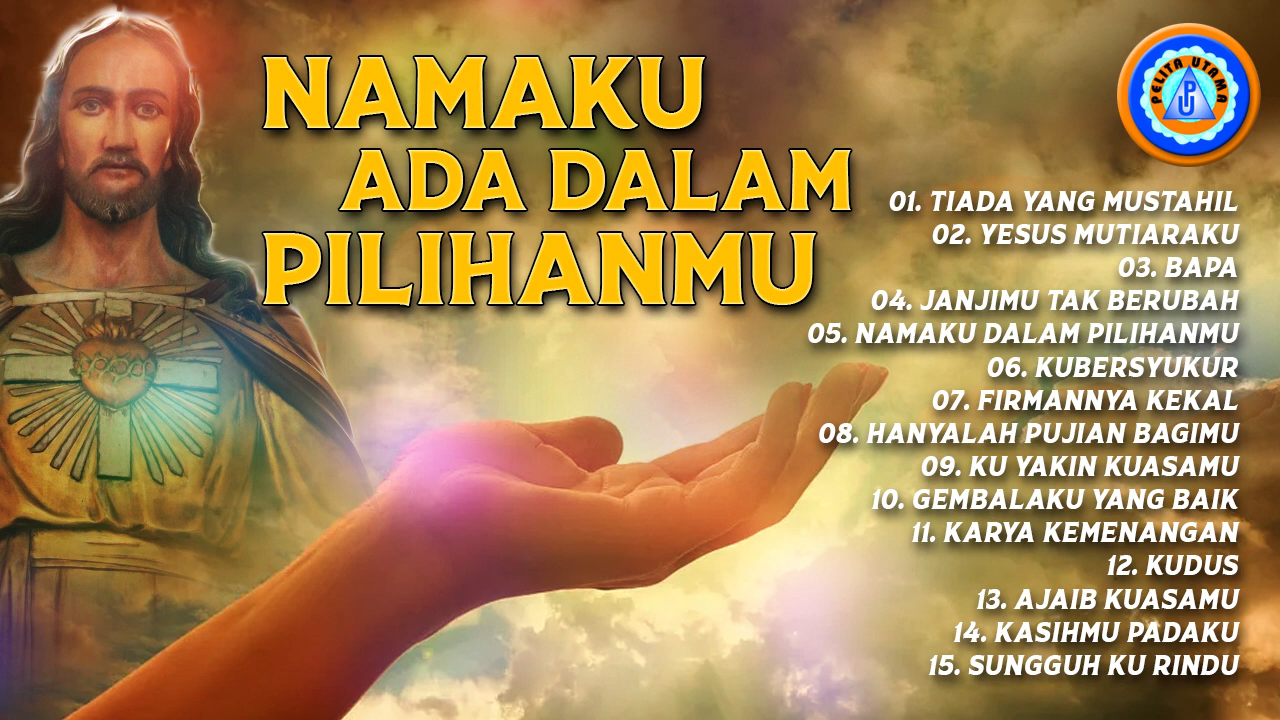 NAMAKU
ADA DALAM
PILIHANMU
PELITA UTAMA
PU
01. TIADA YANG MUSTAHIL
02. YESUS MUTIARAKU
03. BAPA
04. JANJIMU TAK BERUBAH
05. NAMAKU DALAM PILIHANMU
06. KUBERSYUKUR
07. FIRMANNYA KEKAL
08. HANYALAH PUJIAN BAGIMU
09. KU YAKIN KUASAMU
10. GEMBALAKU YANG BAIK
11. KARYA KEMENANGAN
12. KUDUS
13. AJAIB KUASAMU
14. KASIHMU PADAKU
15. SUNGGUH KU RINDU